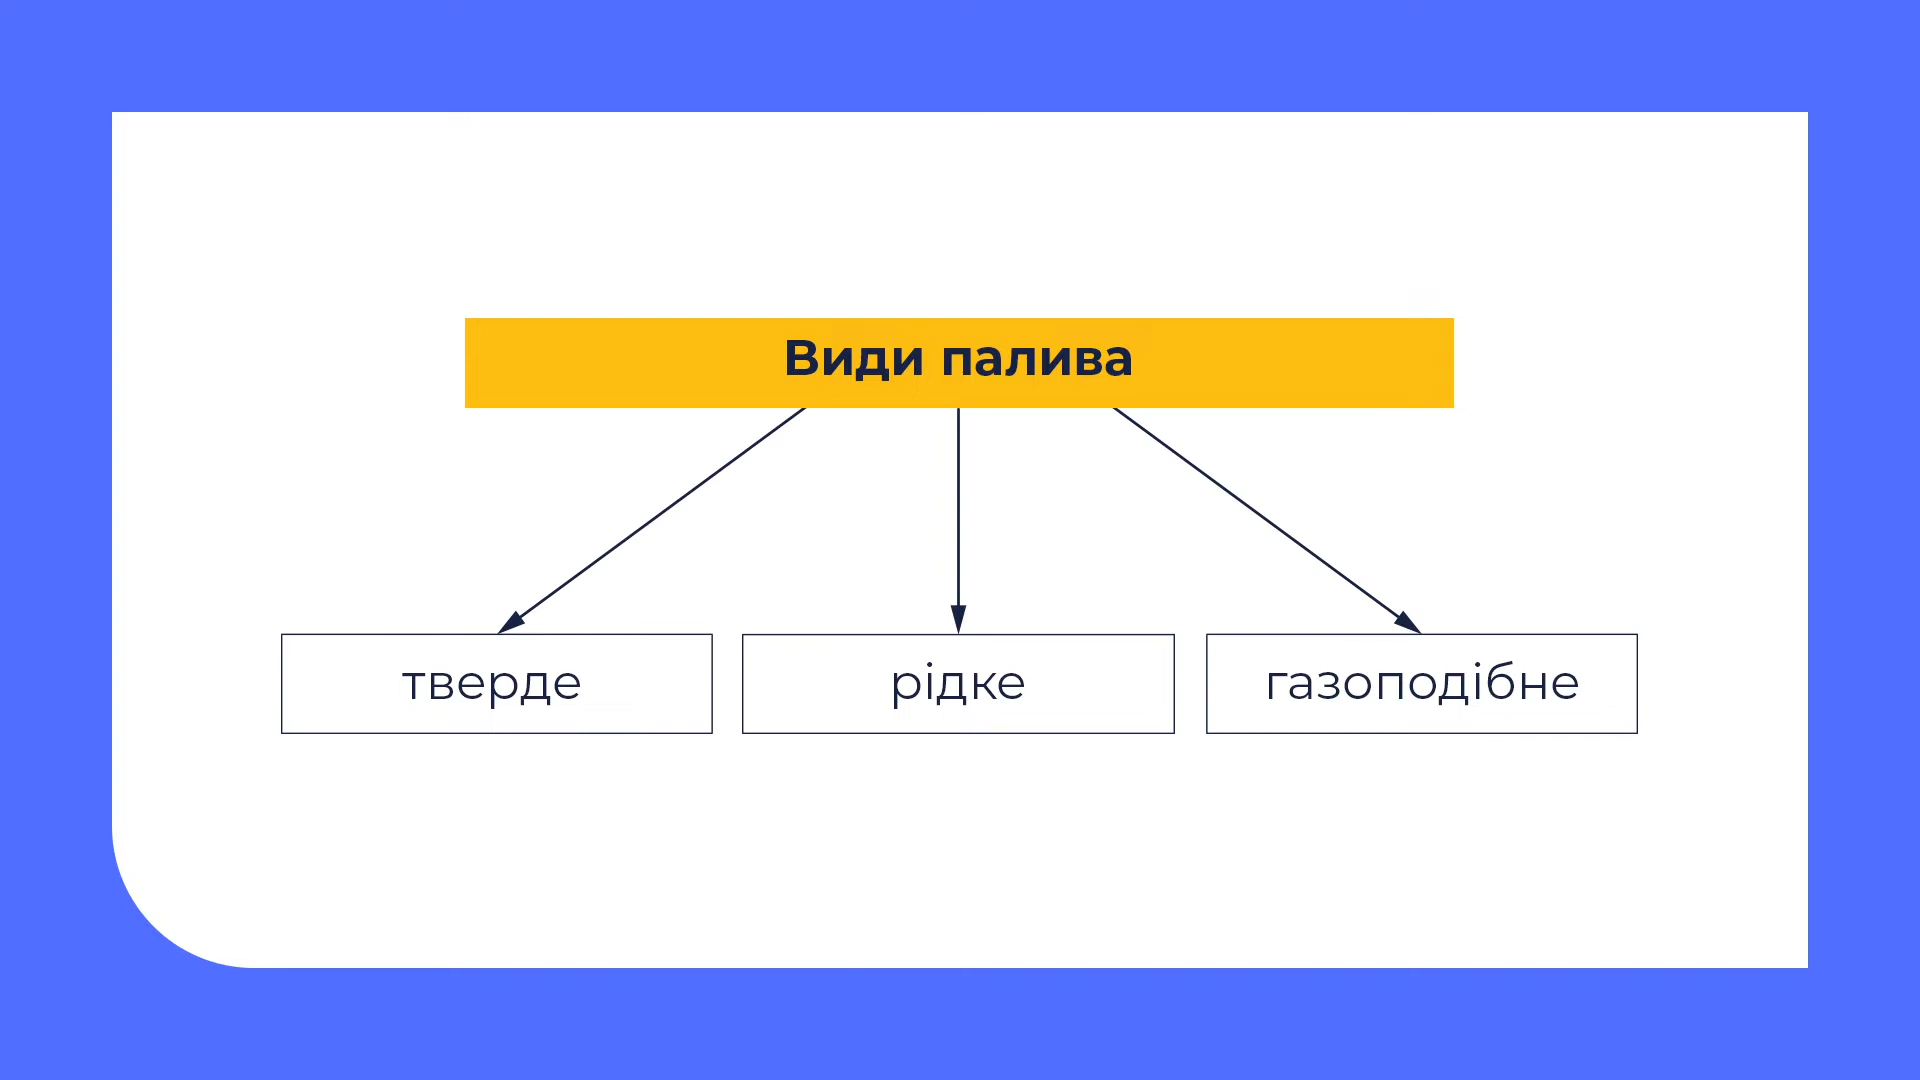 Види палива
тверде
рідке
газоподібне